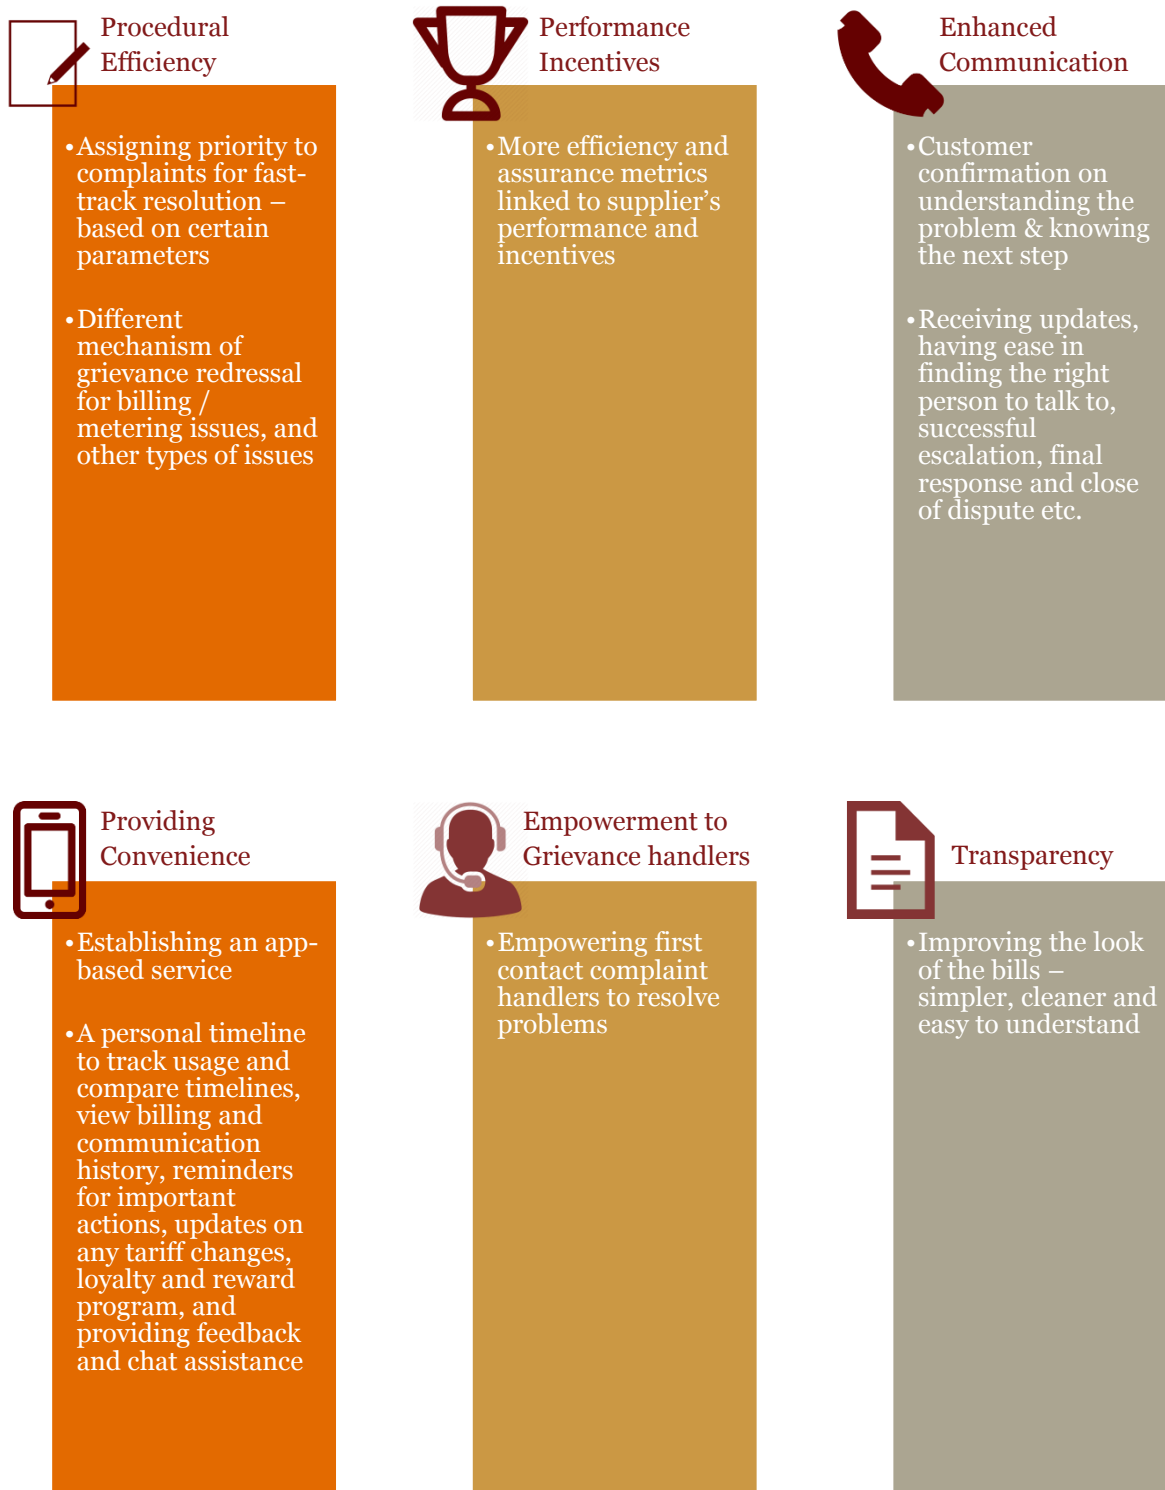 Procedural
Efficiency
•Assigning priority to
complaints for fast-
track resolution –
based on certain
parameters
•Different
mechanism of
grievance redressal
for billing /
metering issues, and
other types of issues
Performance
Incentives
•More efficiency and
assurance metrics
linked to supplier’s
performance and
incentives
Enhanced
Communication
•Customer
confirmation on
understanding the
problem & knowing
the next step
•Receiving updates,
having ease in
finding the right
person to talk to,
successful
escalation, final
response and close
of dispute etc.
Providing
Convenience
•Establishing an app-
based service
•A personal timeline
to track usage and
compare timelines,
view billing and
communication
history, reminders
for important
actions, updates on
any tariff changes,
loyalty and reward
program, and
providing feedback
and chat assistance
Empowerment to
Grievance handlers
•Empowering first
contact complaint
handlers to resolve
problems
Transparency
•Improving the look
of the bills –
simpler, cleaner and
easy to understand